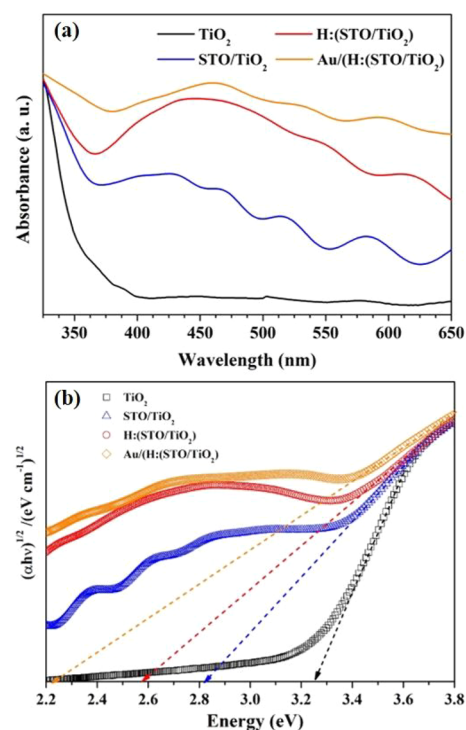 (a)
TiO2
STO/TiO2
H:(STO/TiO2)
Au/(H:(STO/TiO2)
Absorbance (a. u.)
350 400 450 500 550 600 650
Wavelength (nm)
(b)
TiO2
STO/TiO2
H:(STO/TiO2)
Au/(H:(STO/TiO2)
(αhν)1/2 /(eV cm−1)1/2
2.2 2.4 2.6 2.8 3.0 3.2 3.4 3.6 3.8
Energy (eV)